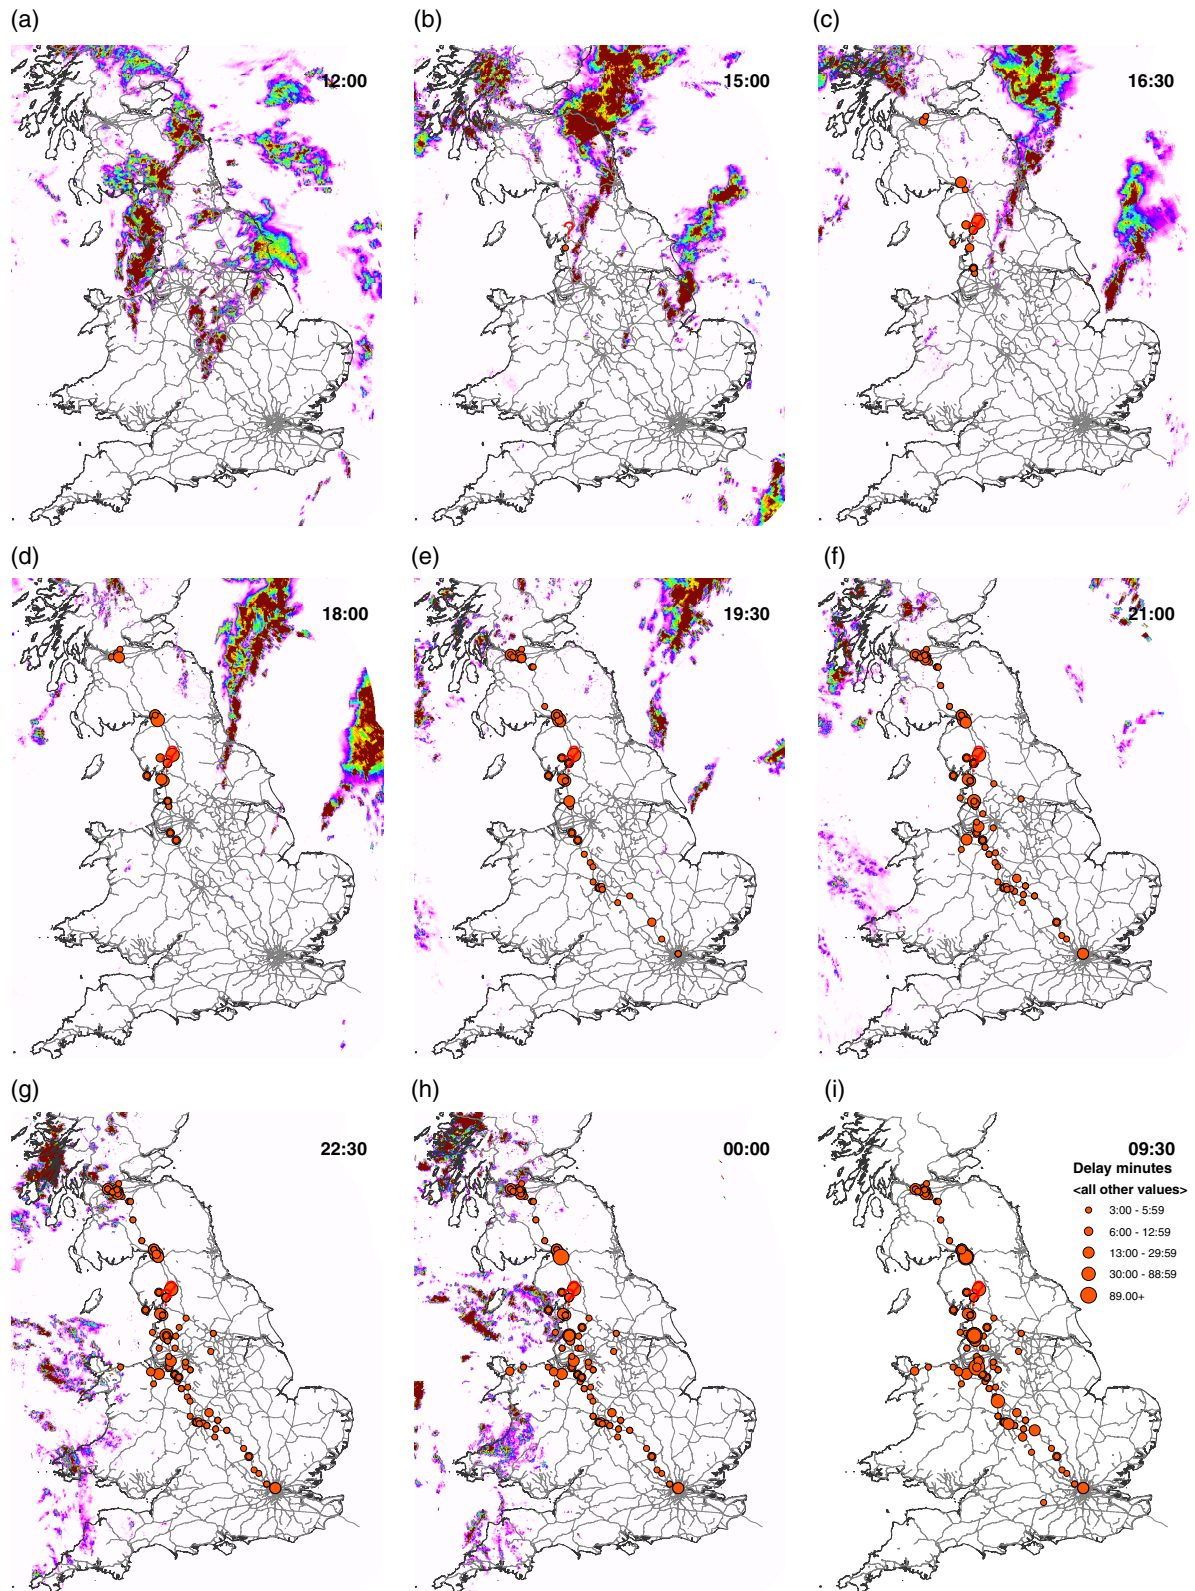 (a)
12:00
(b)
15:00
?
(c)
16:30
(d)
18:00
(e)
19:30
(f)
21:00
(g)
22:30
(h)
00:00
(i)
09:30
Delay minutes
<all other values>
3:00 - 5:59
6:00 - 12:59
13:00 - 29:59
30:00 - 88:59
89.00+